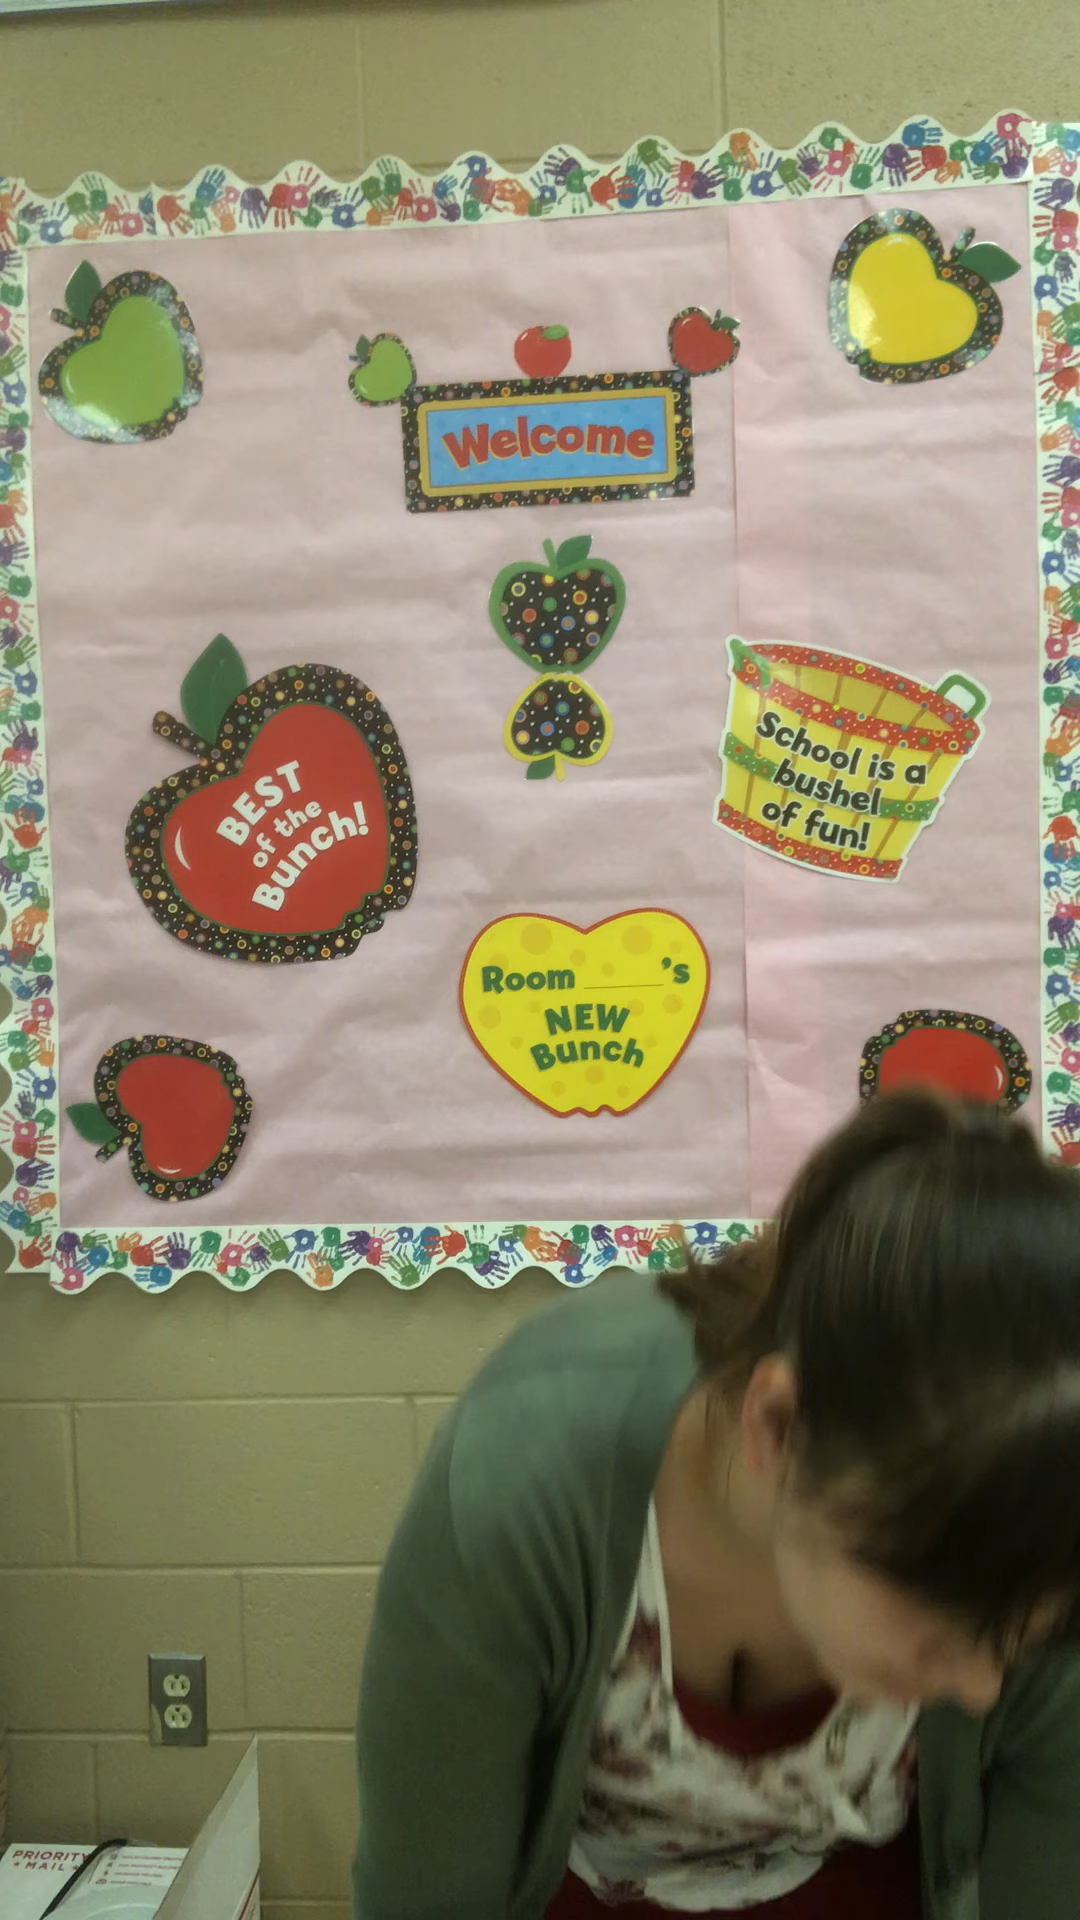 Welcome
BEST
of the
Bunch!
School is a
bushel
of fun!
Room ______'s
NEW
Bunch
PRIORITY
★ MAIL ★